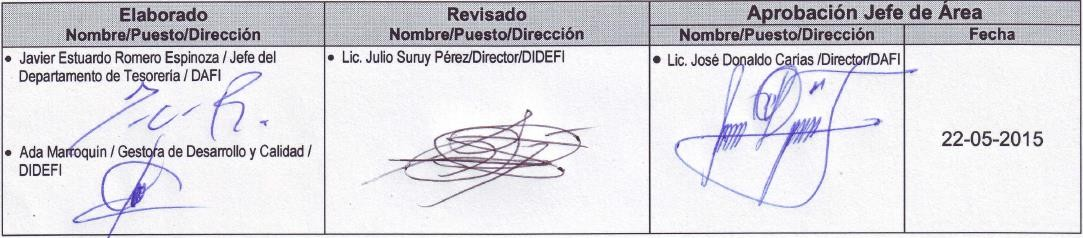 Elaborado
Nombre/Puesto/Dirección
Revisado
Nombre/Puesto/Dirección
Aprobación Jefe de Área
Nombre/Puesto/Dirección
Fecha
• Javier Estuardo Romero Espinoza / Jefe del
Departamento de Tesorería / DAFI
• Ada Marroquin / Gestora de Desarrollo y Calidad /
DIDEFI
• Lic. Julio Suruy Pérez/Director/DIDEFI
• Lic. José Donaldo Carías /Director/DAFI
22-05-2015